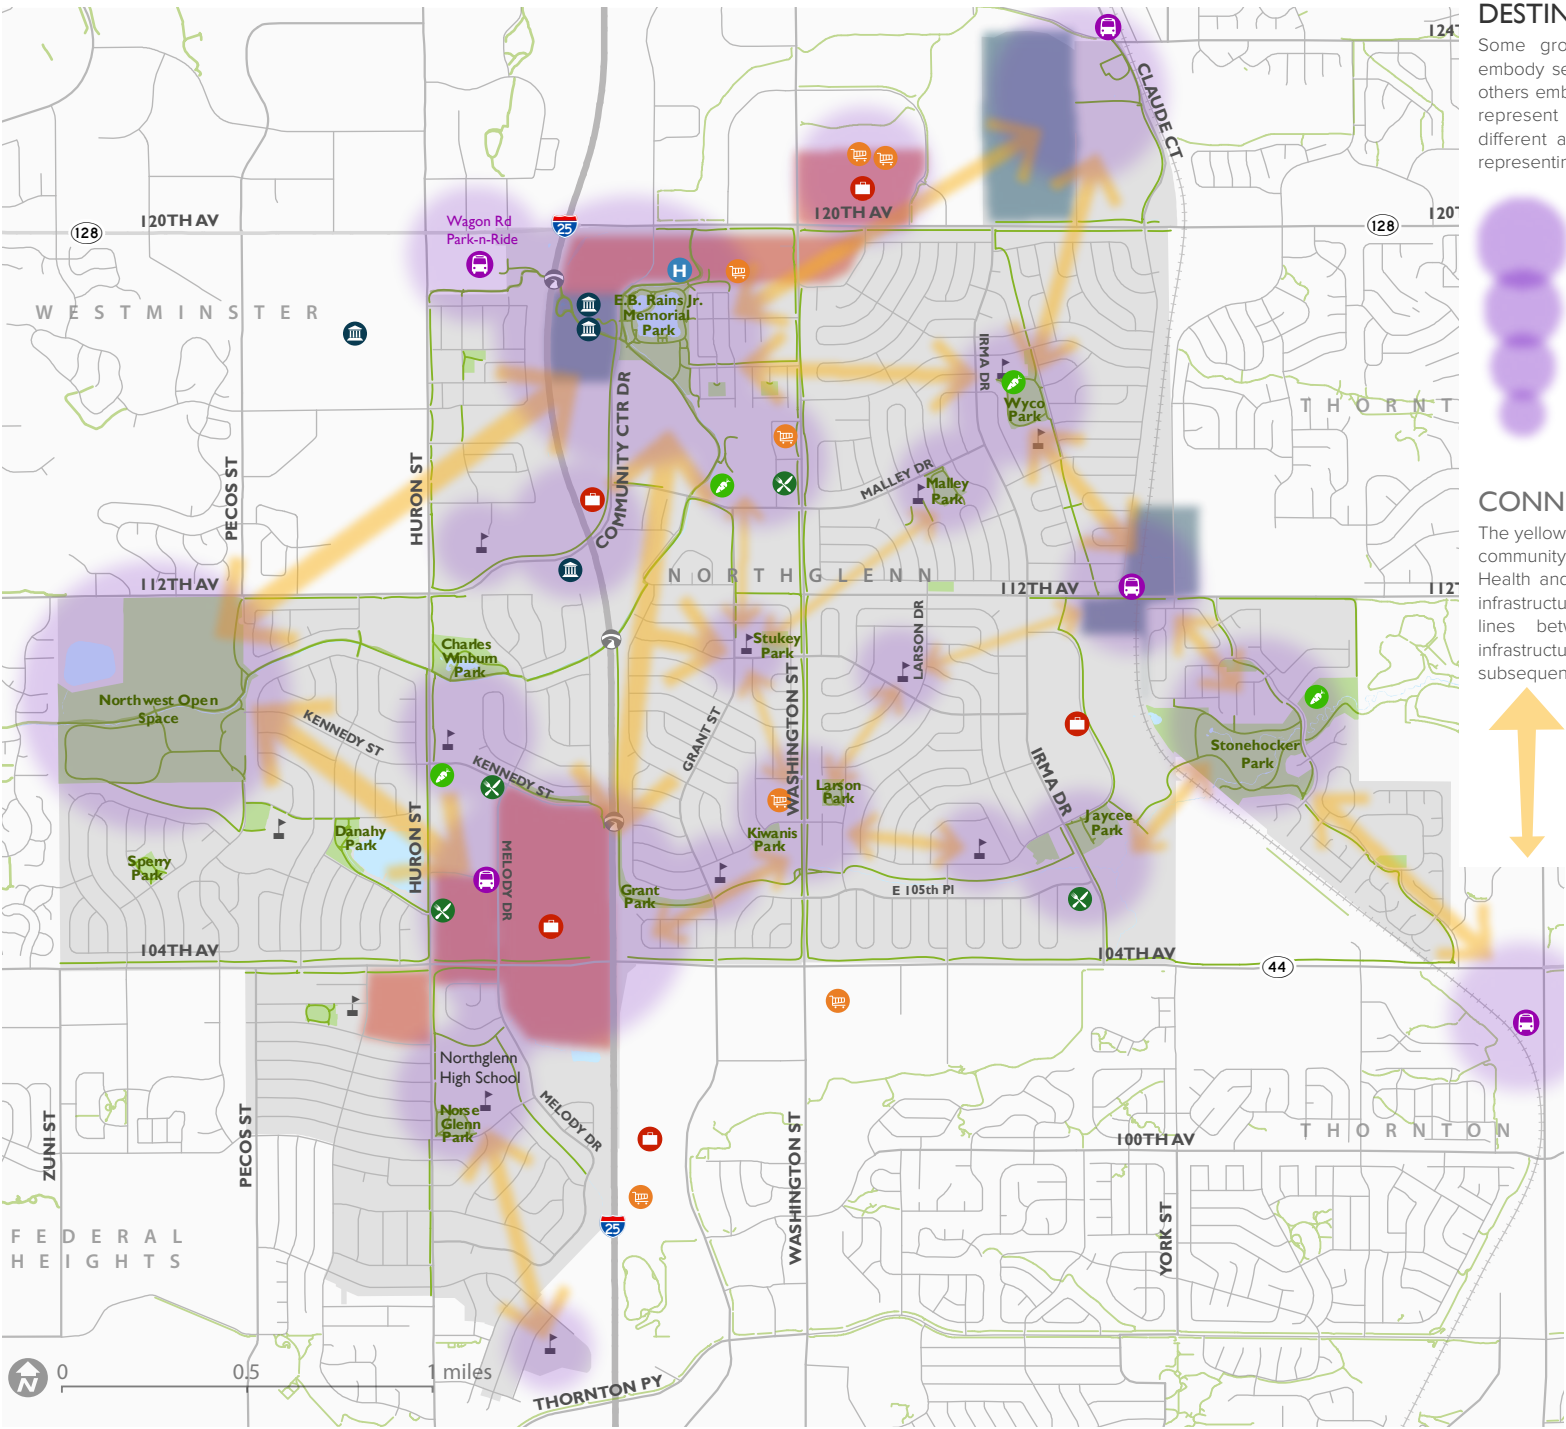 DESTIN
Some gro
embody se
others emb
represent
different a
representin
CONN
The yellow
community
Health and
infrastructu
lines betw
infrastructu
subsequen
124
CLAUDE CT
120TH AV
128
Wagon Rd
Park-n-Ride
25
120TH AV
120
128
H
WESTMINSTER
E.B. Rains Jr.
Memorial
Park
IRMA DR
Wyco
Park
THORNT
COMMUNITY CTR DR
PECOS ST
HURON ST
MALLEY DR
Malley
Park
112TH AV
NORTHGLENN
112TH AV
112
Charles
Winburn
Park
Stukey
Park
LARSON DR
WASHINGTON ST
Northwest Open
Space
KENNEDY ST
GRANT ST
Stonehocker
Park
KENNEDY ST
IRMA DR
Larson
Park
Jaycee
Park
Kiwanis
Park
Danahy
Park
HURON ST
MELODY DR
Sperry
Park
Grant
Park
E 105th Pl
104TH AV
104TH AV
44
Northglenn
High School
Norse
Glenn
Park
MELODY DR
ZUNI ST
PECOS ST
WASHINGTON ST
100TH AV
THORNTON
YORK ST
FEDERAL
HEIGHTS
25
N
0 0.5 1 miles
THORNTON PY